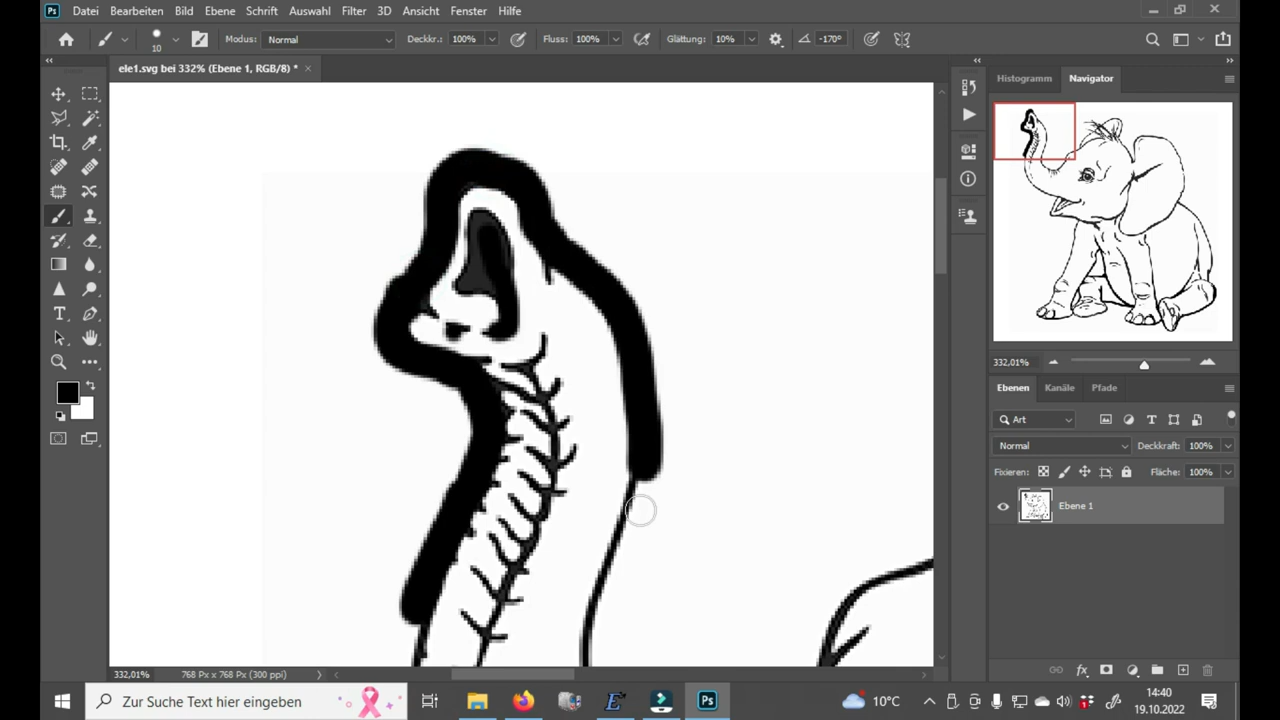 Ps Datei Bearbeiten Bild Ebene Schrift Auswahl Filter 3D Ansicht Fenster Hilfe
10 Modus: Normal Deckkr.: 100% Fluss: 100% Glättung: 10% -170°
ele1.svg bei 332% (Ebene 1, RGB/8) * ×
Histogramm Navigator
332,01%
Ebenen Kanäle Pfade
Art
Normal Deckkraft: 100%
Fixieren: Fläche: 100%
Ebene 1
332,01% 768 Px x 768 Px (300 ppi)
Zur Suche Text hier eingeben Ps 10°C 14:40
19.10.2022